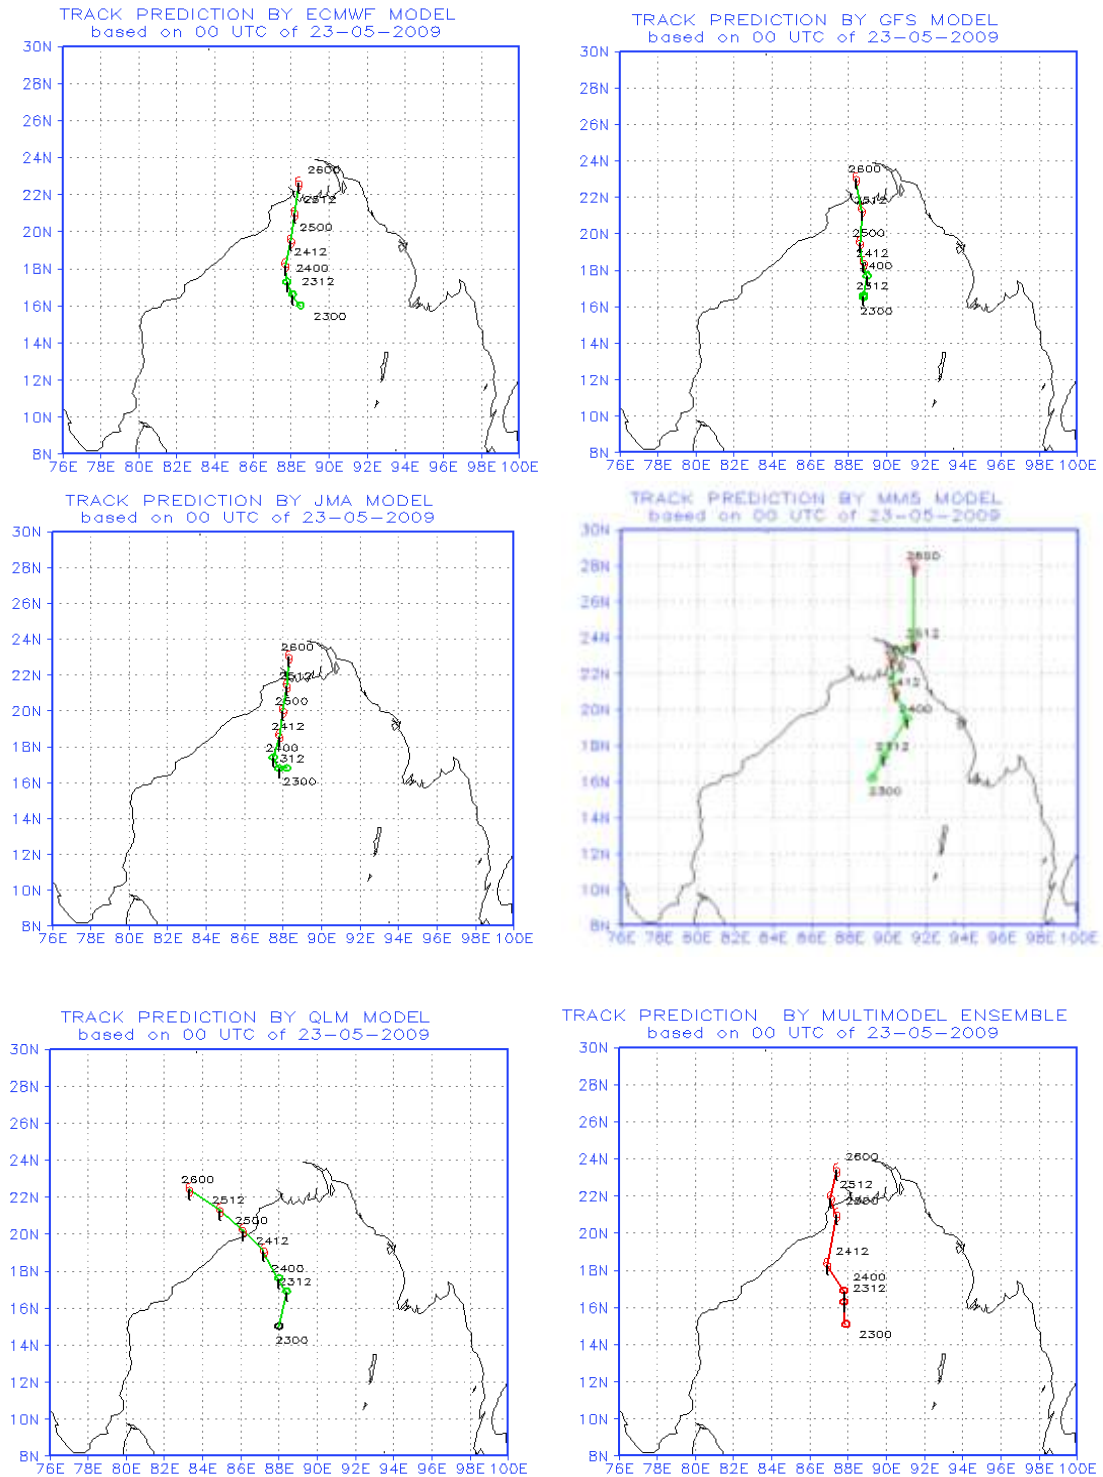 TRACK PREDICTION BY ECMWF MODEL
based on 00 UTC of 23-05-2009
30N
28N
26N
24N
22N
20N
18N
16N
14N
12N
10N
8N
2600
2512
2500
2412
2400
2312
2300
76E 78E 80E 82E 84E 86E 88E 90E 92E 94E 96E 98E 100E
TRACK PREDICTION BY GFS MODEL
based on 00 UTC of 23-05-2009
30N
28N
26N
24N
22N
20N
18N
16N
14N
12N
10N
8N
2600
2512
2500
2412
2400
2312
2300
76E 78E 80E 82E 84E 86E 88E 90E 92E 94E 96E 98E 100E
TRACK PREDICTION BY JMA MODEL
based on 00 UTC of 23-05-2009
30N
28N
26N
24N
22N
20N
18N
16N
14N
12N
10N
8N
2600
2512
2500
2412
2400
2312
2300
76E 78E 80E 82E 84E 86E 88E 90E 92E 94E 96E 98E 100E
TRACK PREDICTION BY MM5 MODEL
based on 00 UTC of 23-05-2009
30N
28N
26N
24N
22N
20N
18N
16N
14N
12N
10N
8N
2600
2512
2400
2312
2300
76E 78E 80E 82E 84E 86E 88E 90E 92E 94E 96E 98E 100E
TRACK PREDICTION BY QLM MODEL
based on 00 UTC of 23-05-2009
30N
28N
26N
24N
22N
20N
18N
16N
14N
12N
10N
8N
2600
2512
2500
2412
2400
2312
2300
76E 78E 80E 82E 84E 86E 88E 90E 92E 94E 96E 98E 100E
TRACK PREDICTION BY MULTIMODEL ENSEMBLE
based on 00 UTC of 23-05-2009
30N
28N
26N
24N
22N
20N
18N
16N
14N
12N
10N
8N
2600
2512
2500
2412
2400
2312
2300
76E 78E 80E 82E 84E 86E 88E 90E 92E 94E 96E 98E 100E